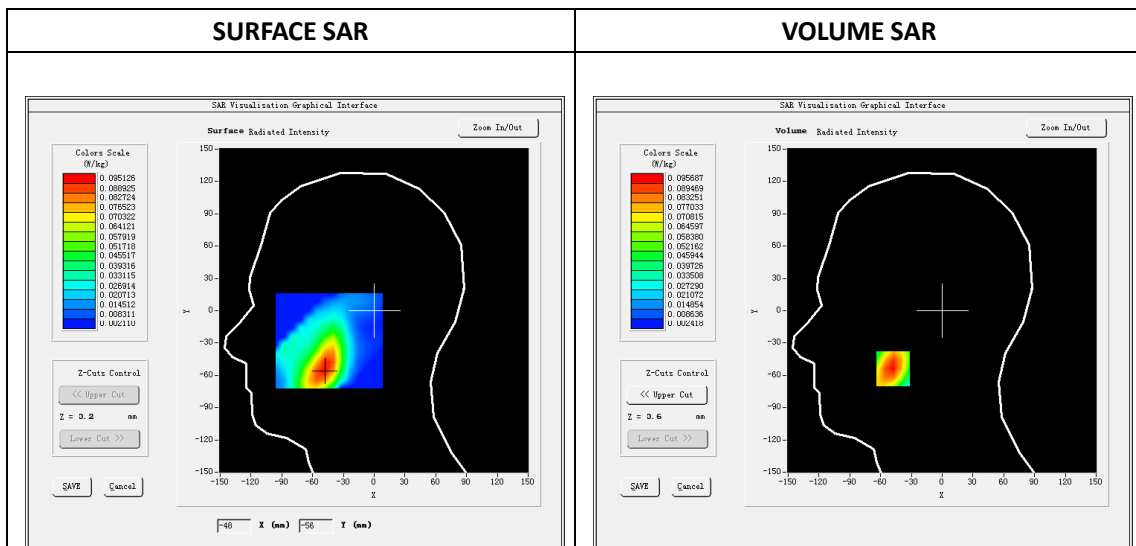 SURFACE SAR
VOLUME SAR
SAR Visualisation Graphical Interface
Surface Radiated Intensity
Zoom In/Out
Colors Scale
(W/kg)
0.095126
0.088925
0.082724
0.076523
0.070322
0.064121
0.057919
0.051718
0.045517
0.039316
0.033115
0.026914
0.020713
0.014512
0.008311
0.002110
150
120
90
60
30
0
-30
-60
-90
-120
-150
Y
-150 -120 -90 -60 -30 0 30 60 90 120 150
X
Z-Cuts Control
<< Upper Cut
Z = 0.2 mm
Lower Cut >>
SAVE Cancel
-48 X (mm) -56 Y (mm)
SAR Visualisation Graphical Interface
Volume Radiated Intensity
Zoom In/Out
Colors Scale
(W/kg)
0.095687
0.089469
0.083251
0.077033
0.070815
0.064597
0.058380
0.052162
0.045944
0.039726
0.033508
0.027290
0.021072
0.014854
0.008636
0.002418
150
120
90
60
30
0
-30
-60
-90
-120
-150
Y
-150 -120 -90 -60 -30 0 30 60 90 120 150
X
Z-Cuts Control
<< Upper Cut
Z = 0.6 mm
Lower Cut >>
SAVE Cancel